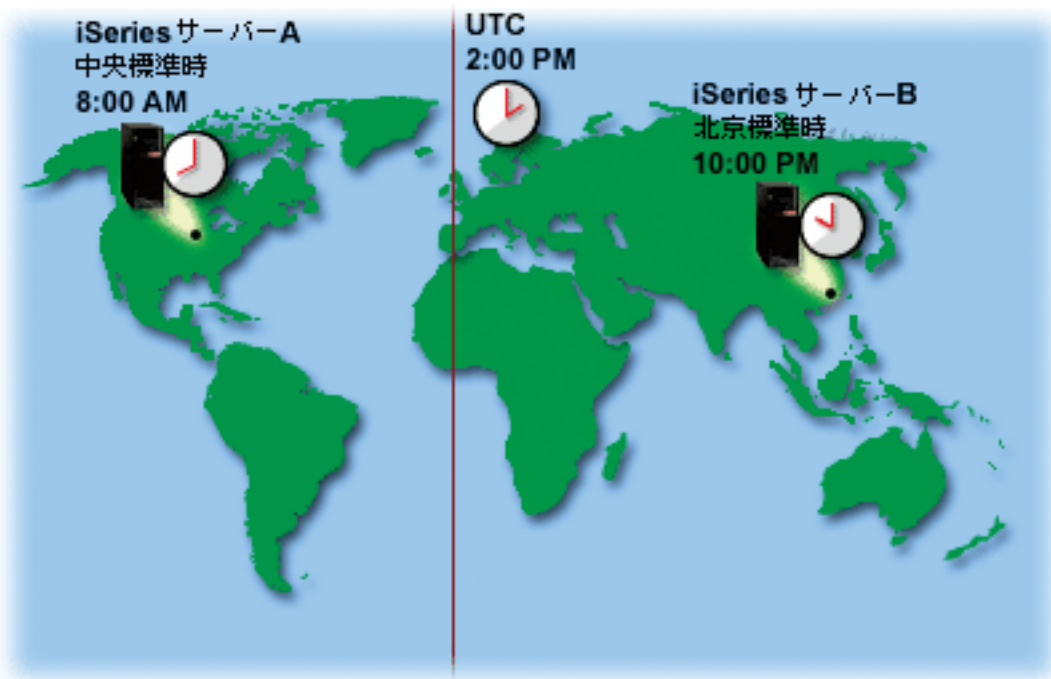 iSeries サーバーA
中央標準時
8:00 AM
UTC
2:00 PM
iSeries サーバーB
北京標準時
10:00 PM